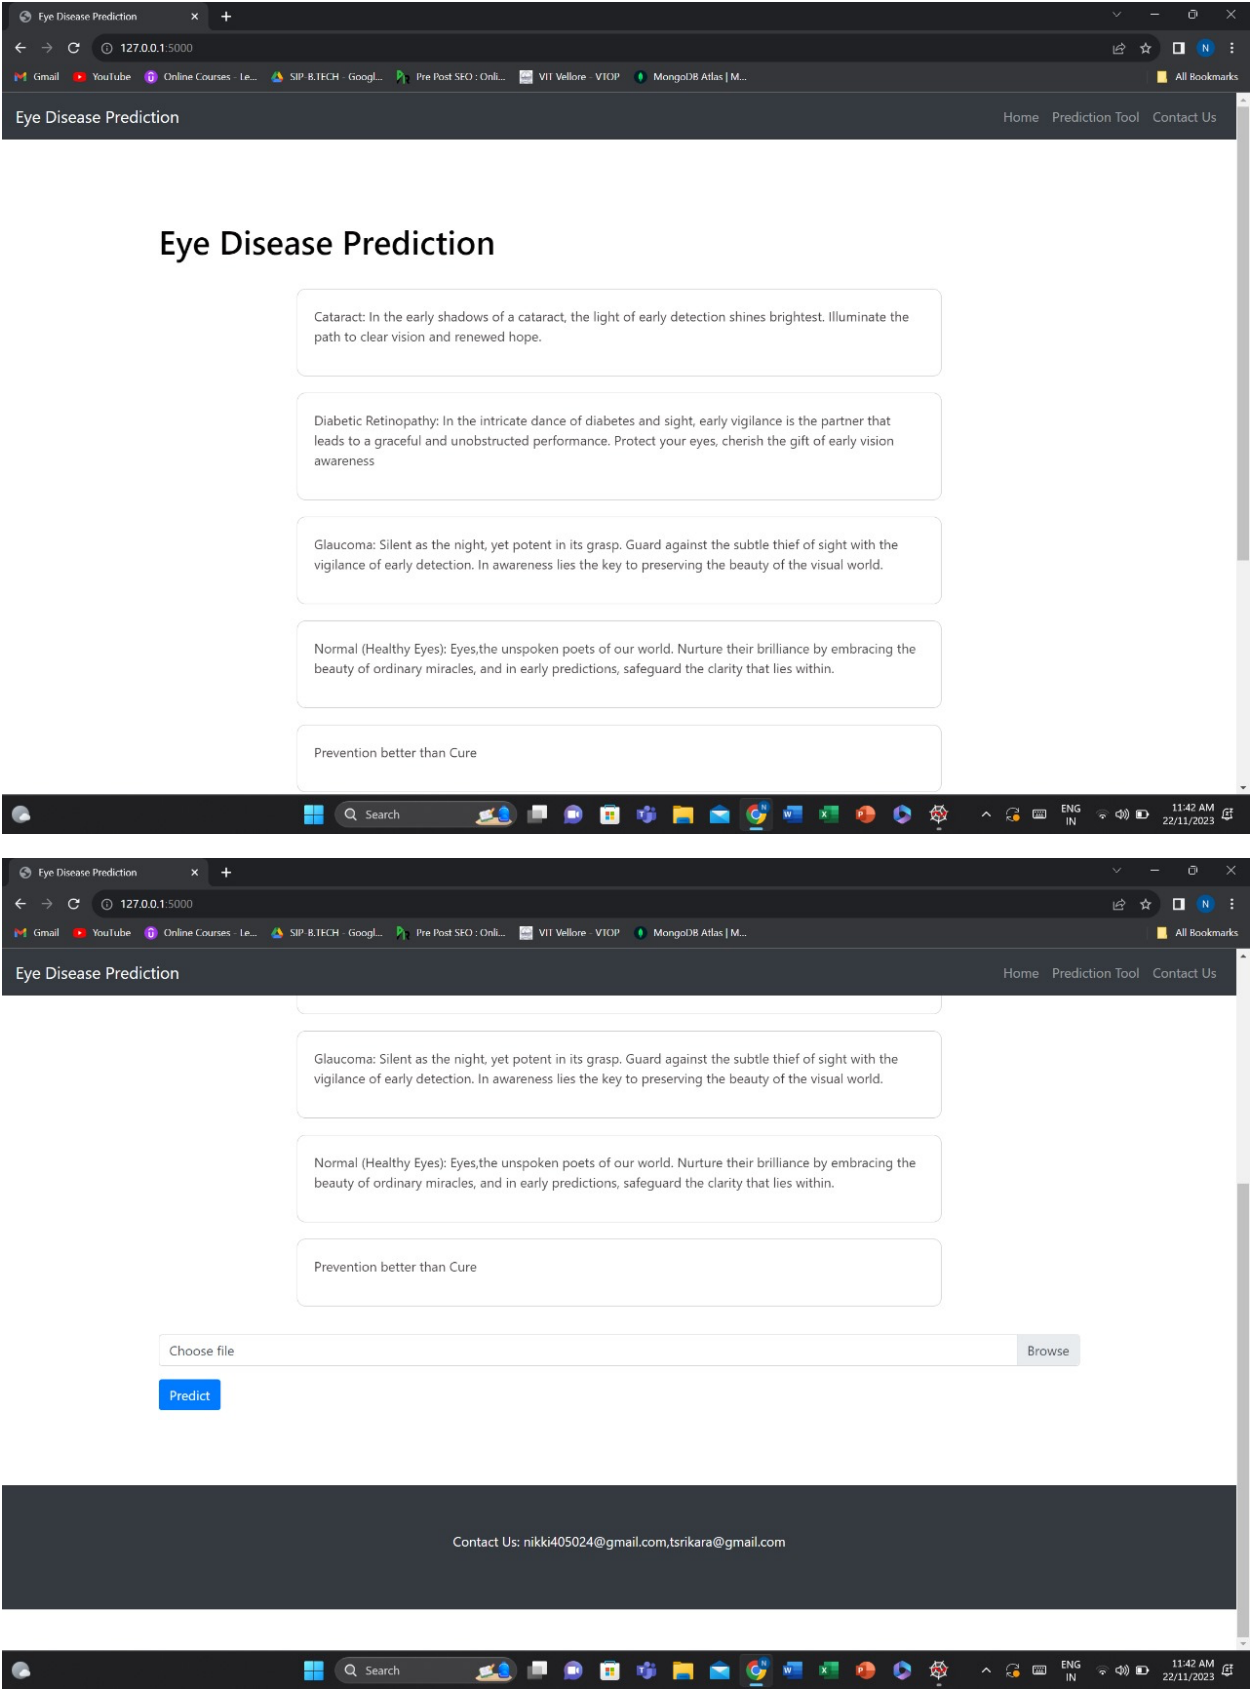 Eye Disease Prediction
127.0.0.1:5000
Gmail YouTube Online Courses - Le... SIP-B.TECH - Googl... Pre Post SEO : Onli... VIT Vellore - VTOP MongoDB Atlas | M... All Bookmarks
Eye Disease Prediction Home Prediction Tool Contact Us
Eye Disease Prediction
Cataract: In the early shadows of a cataract, the light of early detection shines brightest. Illuminate the
path to clear vision and renewed hope.
Diabetic Retinopathy: In the intricate dance of diabetes and sight, early vigilance is the partner that
leads to a graceful and unobstructed performance. Protect your eyes, cherish the gift of early vision
awareness
Glaucoma: Silent as the night, yet potent in its grasp. Guard against the subtle thief of sight with the
vigilance of early detection. In awareness lies the key to preserving the beauty of the visual world.
Normal (Healthy Eyes): Eyes,the unspoken poets of our world. Nurture their brilliance by embracing the
beauty of ordinary miracles, and in early predictions, safeguard the clarity that lies within.
Prevention better than Cure
Search ENG 11:42 AM
IN 22/11/2023
Eye Disease Prediction
127.0.0.1:5000
Gmail YouTube Online Courses - Le... SIP-B.TECH - Googl... Pre Post SEO : Onli... VIT Vellore - VTOP MongoDB Atlas | M... All Bookmarks
Eye Disease Prediction Home Prediction Tool Contact Us
Glaucoma: Silent as the night, yet potent in its grasp. Guard against the subtle thief of sight with the
vigilance of early detection. In awareness lies the key to preserving the beauty of the visual world.
Normal (Healthy Eyes): Eyes,the unspoken poets of our world. Nurture their brilliance by embracing the
beauty of ordinary miracles, and in early predictions, safeguard the clarity that lies within.
Prevention better than Cure
Choose file Browse
Predict
Contact Us: nikki405024@gmail.com,tsrikara@gmail.com
Search ENG 11:42 AM
IN 22/11/2023